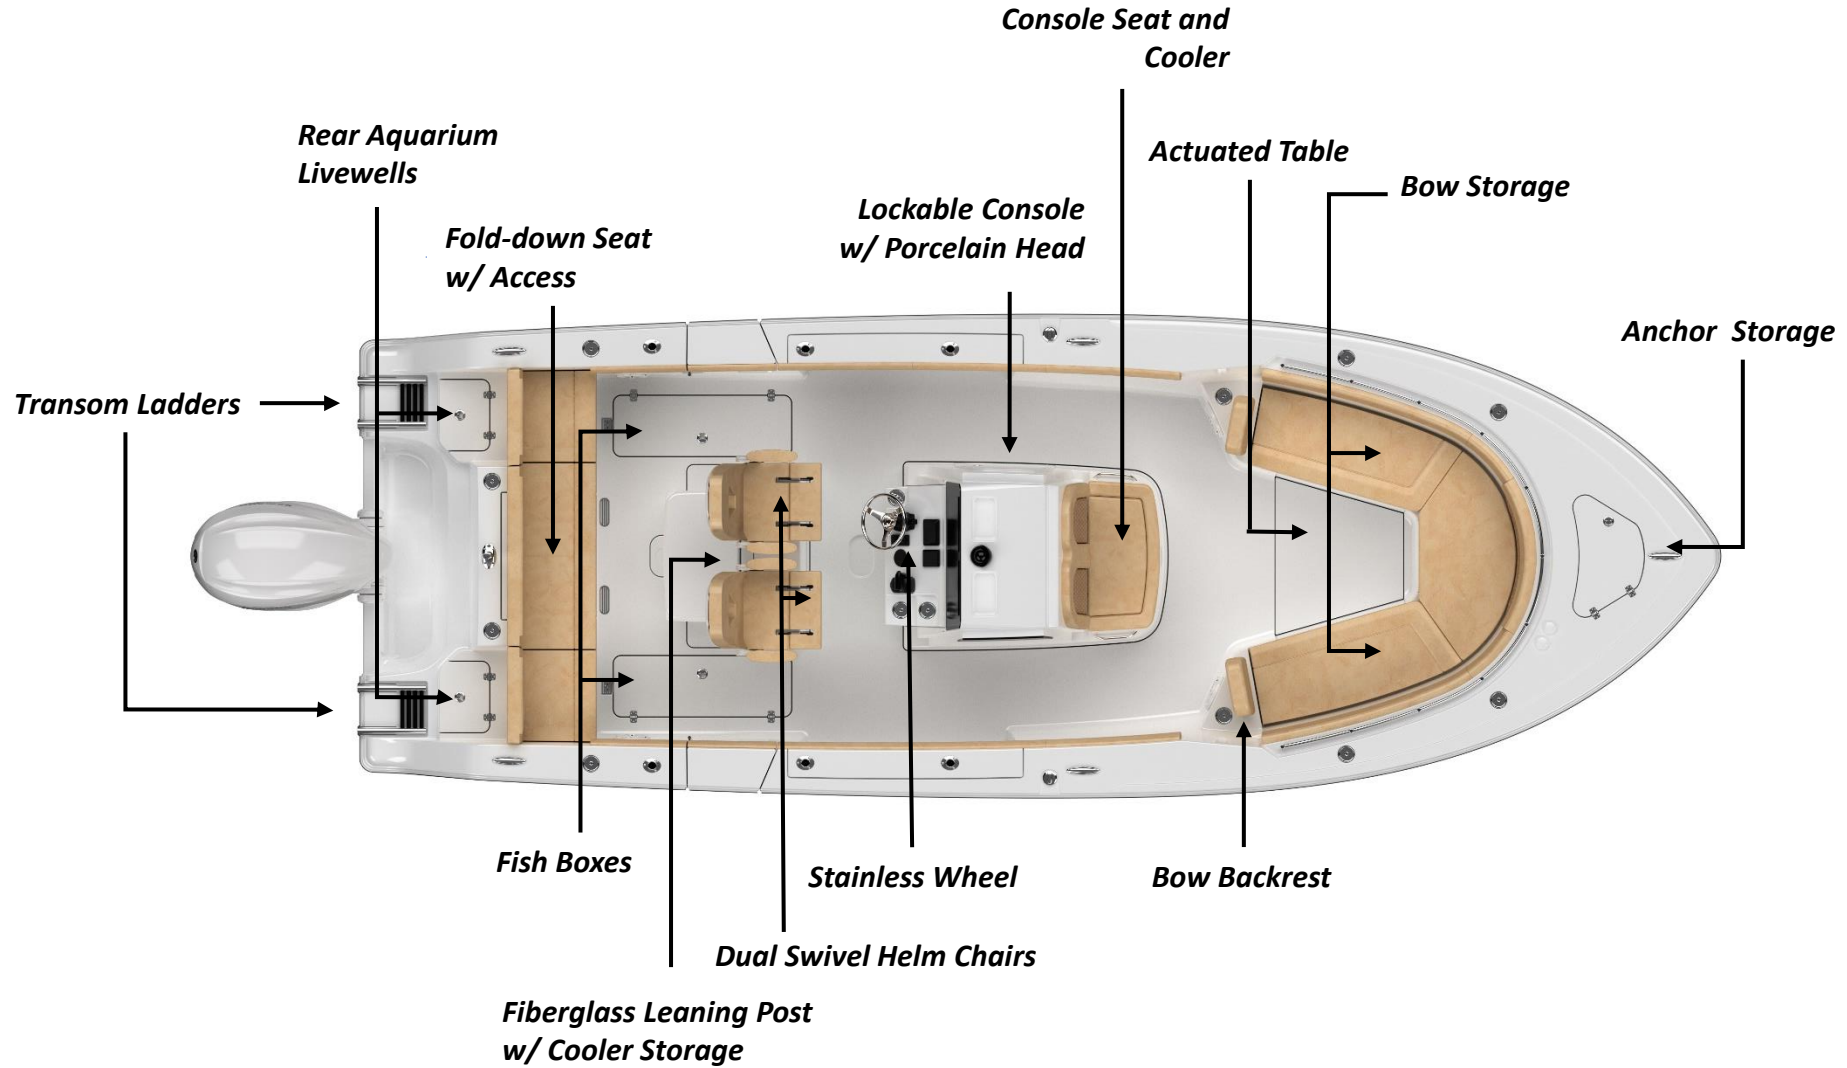 Console Seat and
Cooler
Rear Aquarium
Livewells
Actuated Table
Bow Storage
Lockable Console
w/ Porcelain Head
Fold-down Seat
w/ Access
Anchor Storage
Transom Ladders
Fish Boxes
Stainless Wheel
Bow Backrest
Dual Swivel Helm Chairs
Fiberglass Leaning Post
w/ Cooler Storage